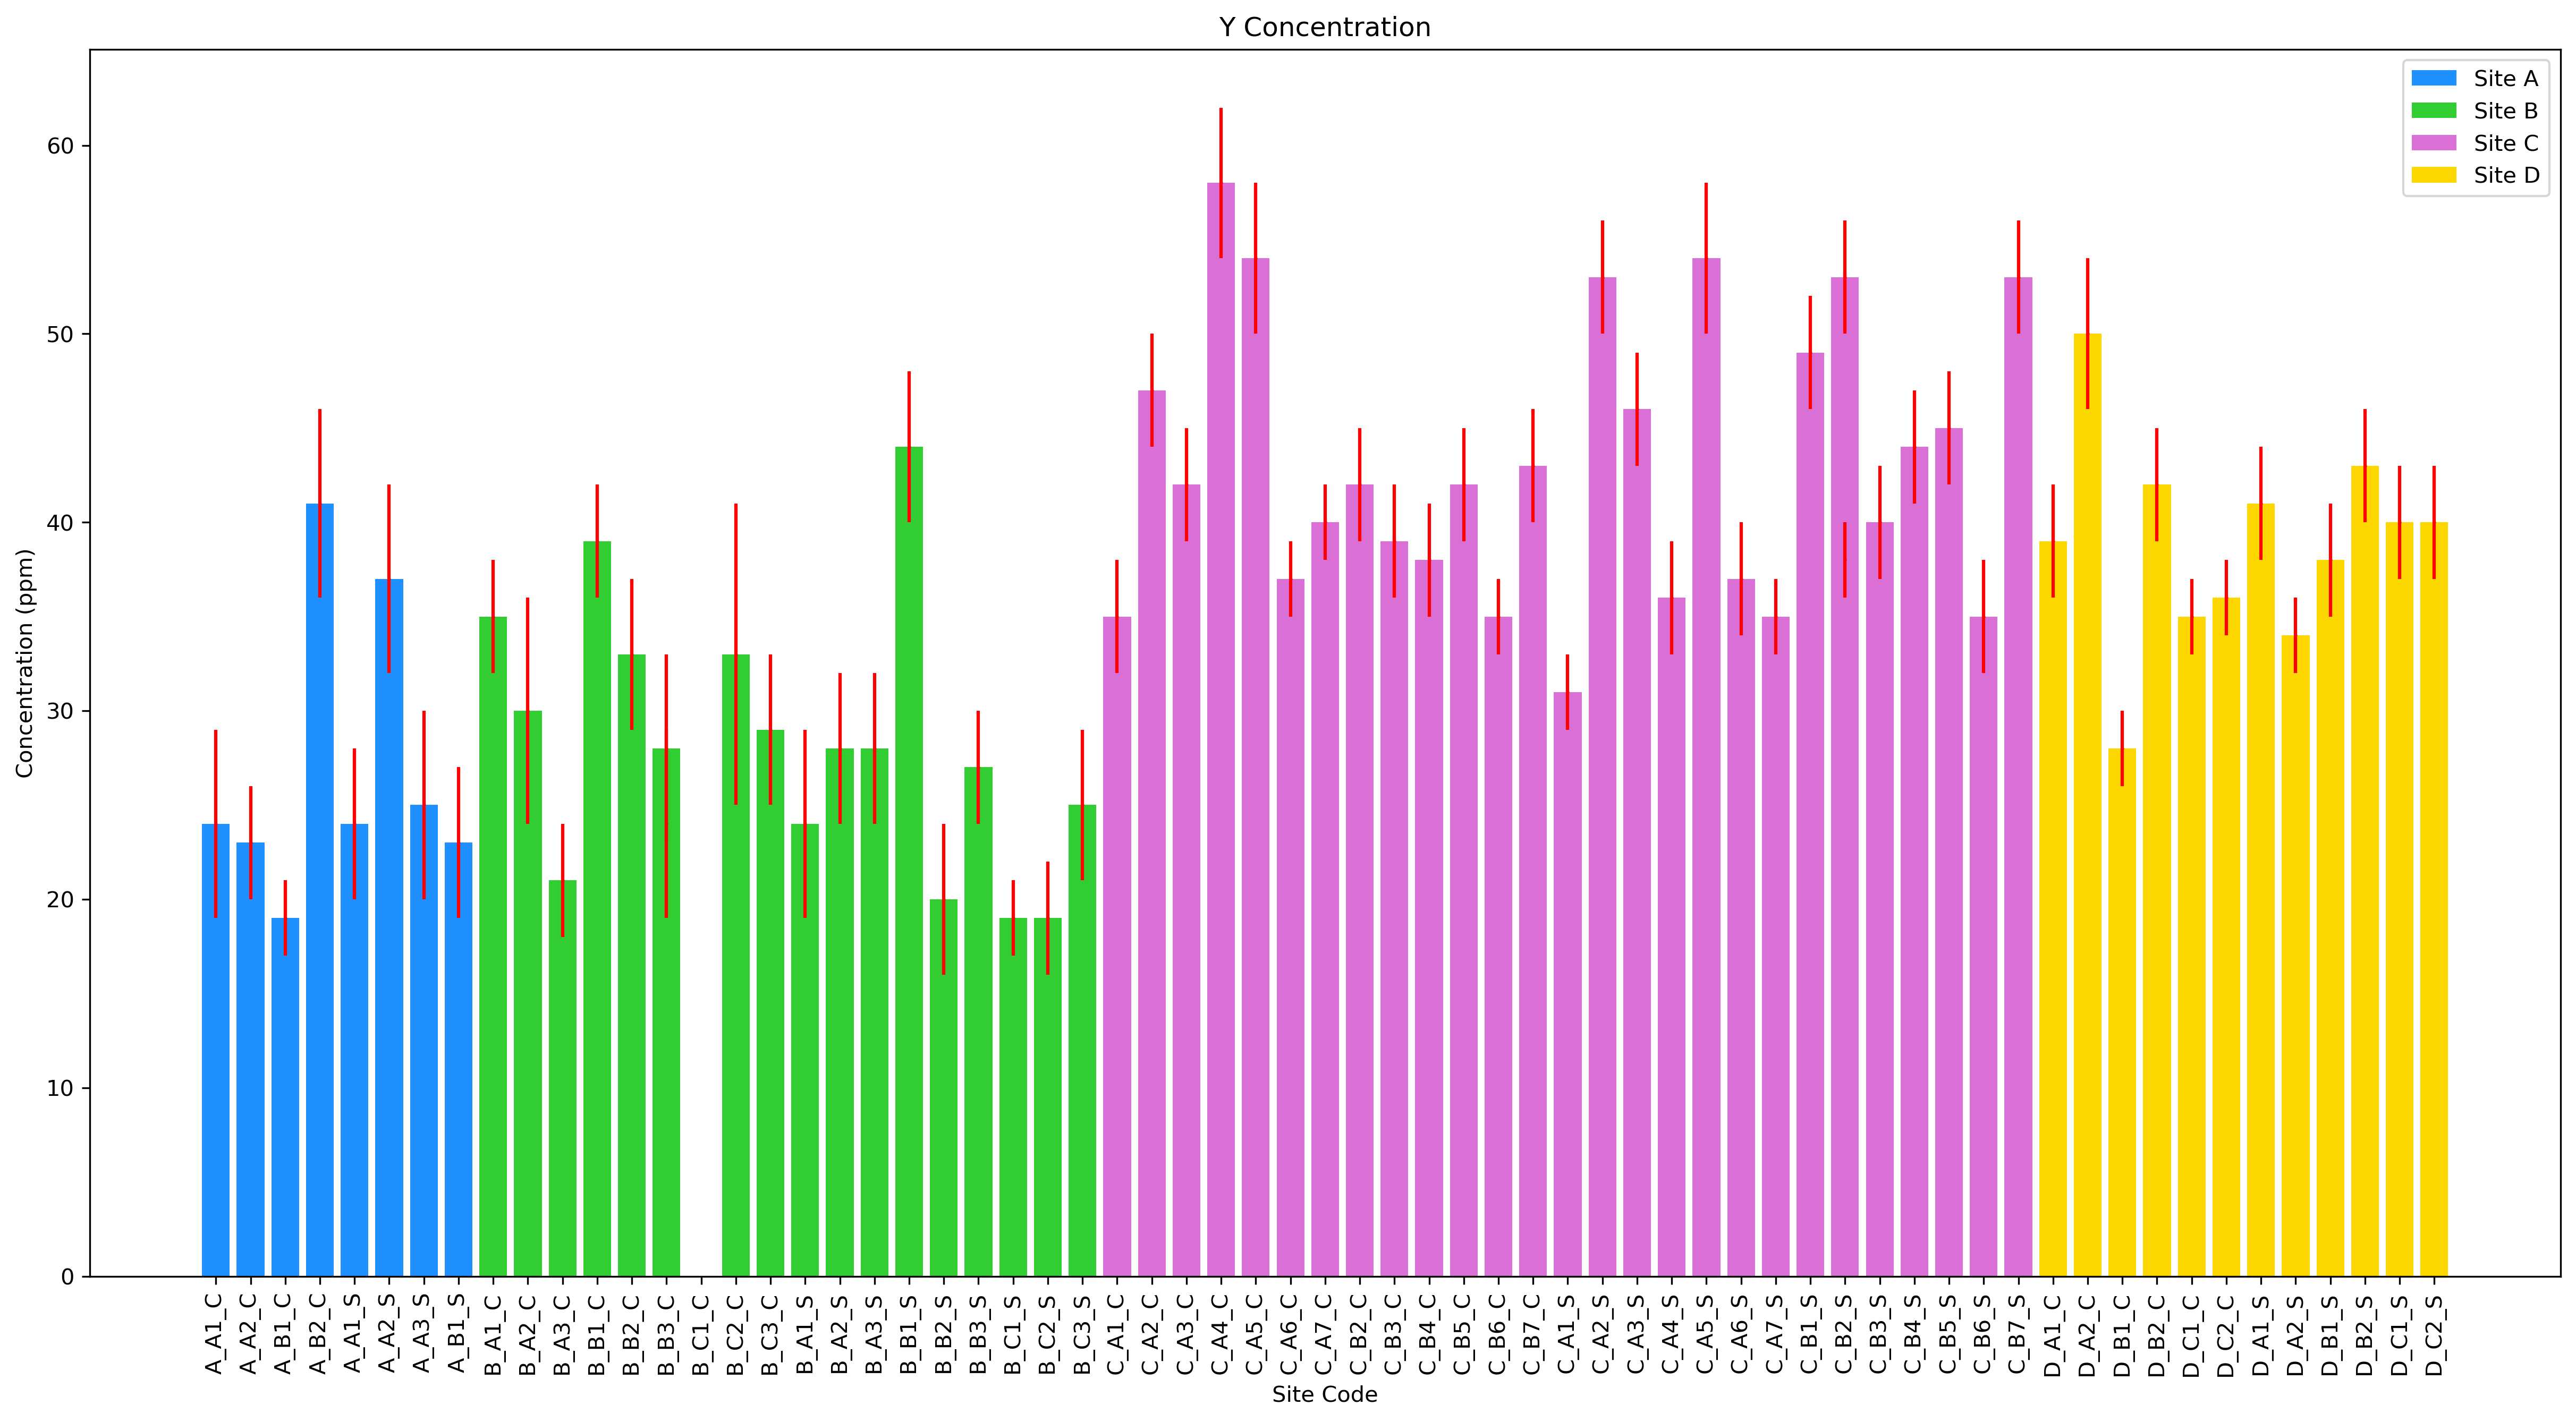 Y Concentration
Site A
Site B
Site C
Site D
60
50
40
30
20
10
0
Concentration (ppm)
A_A1_C
A_A2_C
A_B1_C
A_B2_C
A_A1_S
A_A2_S
A_A3_S
A_B1_S
B_A1_C
B_A2_C
B_A3_C
B_B1_C
B_B2_C
B_B3_C
B_C1_C
B_C2_C
B_C3_C
B_A1_S
B_A2_S
B_A3_S
B_B1_S
B_B2_S
B_B3_S
B_C1_S
B_C2_S
B_C3_S
C_A1_C
C_A2_C
C_A3_C
C_A4_C
C_A5_C
C_A6_C
C_A7_C
C_B2_C
C_B3_C
C_B4_C
C_B5_C
C_B6_C
C_B7_C
C_A1_S
C_A2_S
C_A3_S
C_A4_S
C_A5_S
C_A6_S
C_A7_S
C_B1_S
C_B2_S
C_B3_S
C_B4_S
C_B5_S
C_B6_S
C_B7_S
D_A1_C
D_A2_C
D_B1_C
D_B2_C
D_C1_C
D_C2_C
D_A1_S
D_A2_S
D_B1_S
D_B2_S
D_C1_S
D_C2_S
Site Code